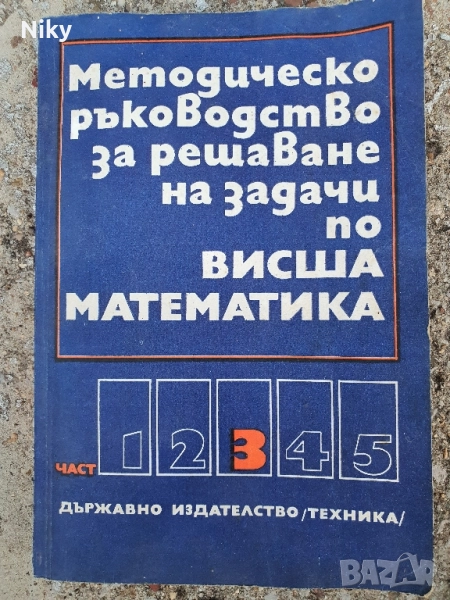 Niky
Методическо
ръководство
за решаване
на задачи
по
ВИСША
МАТЕМАТИКА
ЧАСТ 1 2 3 4 5
ДЪРЖАВНО ИЗДАТЕЛСТВО /ТЕХНИКА/
BAZAR